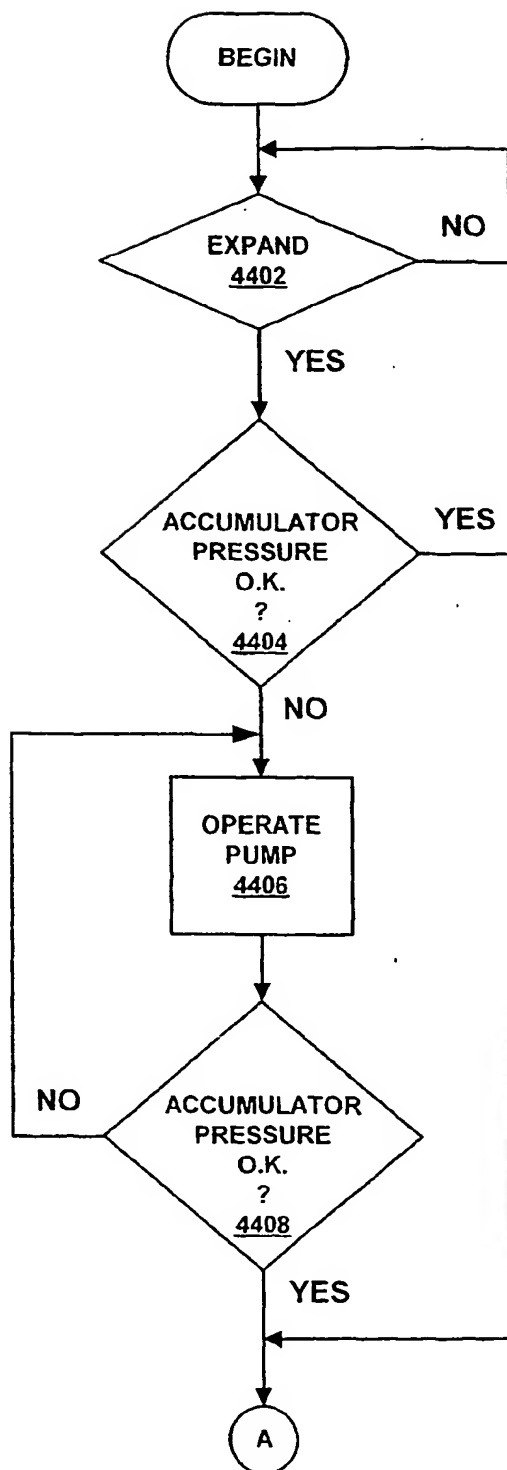 BEGIN
EXPAND
4402
NO
YES
ACCUMULATOR
PRESSURE
O.K.
?
4404
YES
NO
OPERATE
PUMP
4406
ACCUMULATOR
PRESSURE
O.K.
?
4408
NO
YES
A